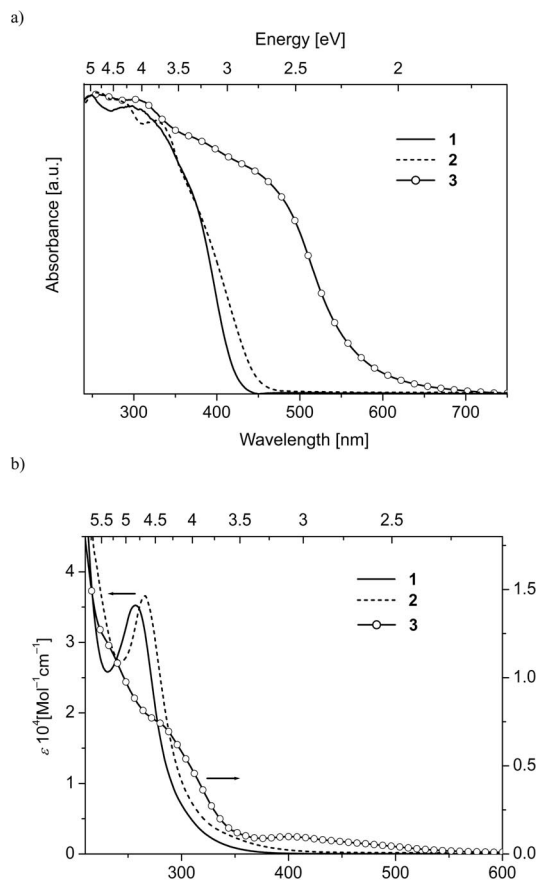 a)
Energy [eV]
5 4.5 4 3.5 3 2.5 2
Absorbance [a.u.]
1
2
3
300 400 500 600 700
Wavelength [nm]
b)
5.5 5 4.5 4 3.5 3 2.5
ε 10⁴[Mol⁻¹cm⁻¹]
4
3
2
1
0
1
2
3
1.5
1.0
0.5
0.0
300 400 500 600